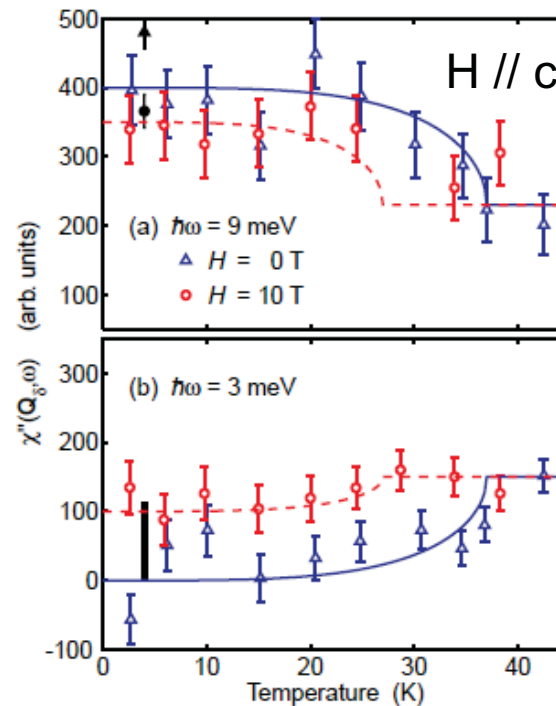 500
400
300
200
100
H // c
(a) ħω = 9 meV
H = 0 T
H = 10 T
(arb. units)
χ"(Qδ,ω)
300
200
100
0
-100
(b) ħω = 3 meV
0 10 20 30 40
Temperature (K)